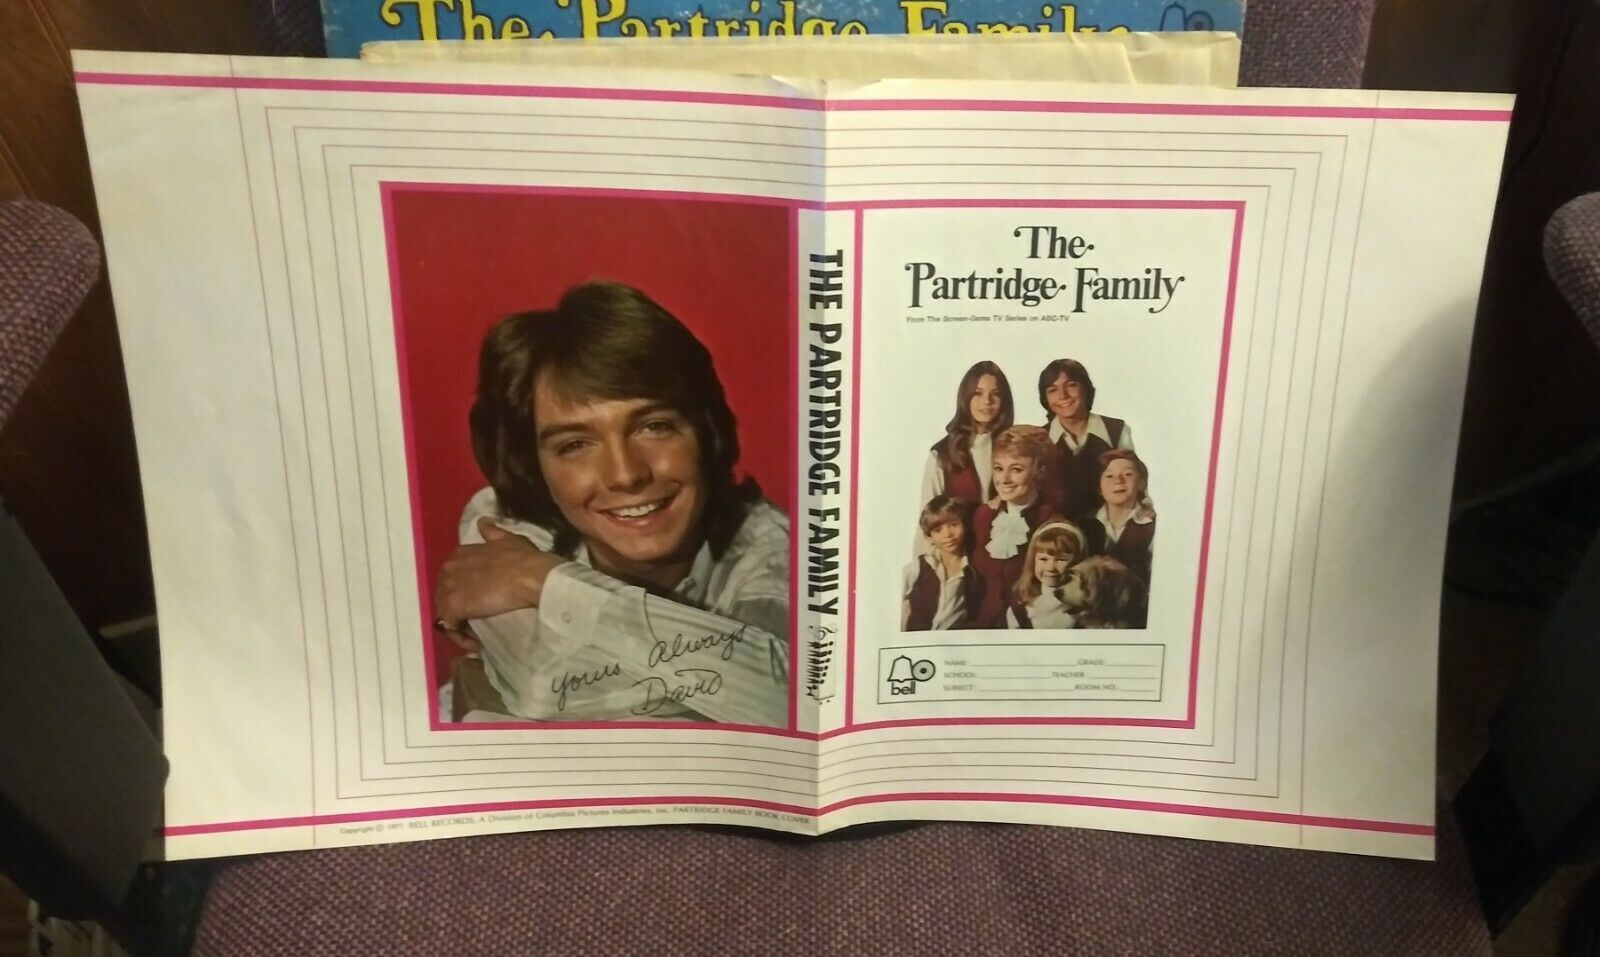 The Partridge Family
yours always
David
THE PARTRIDGE FAMILY
The
Partridge Family
From The Screen-Gems TV Series on ABC-TV
bell
NAME GRADE
SCHOOL TEACHER
SUBJECT ROOM NO.
Copyright © 1971 BELL RECORDS, A Division of Columbia Pictures Industries, Inc. PARTRIDGE FAMILY BOOK COVER